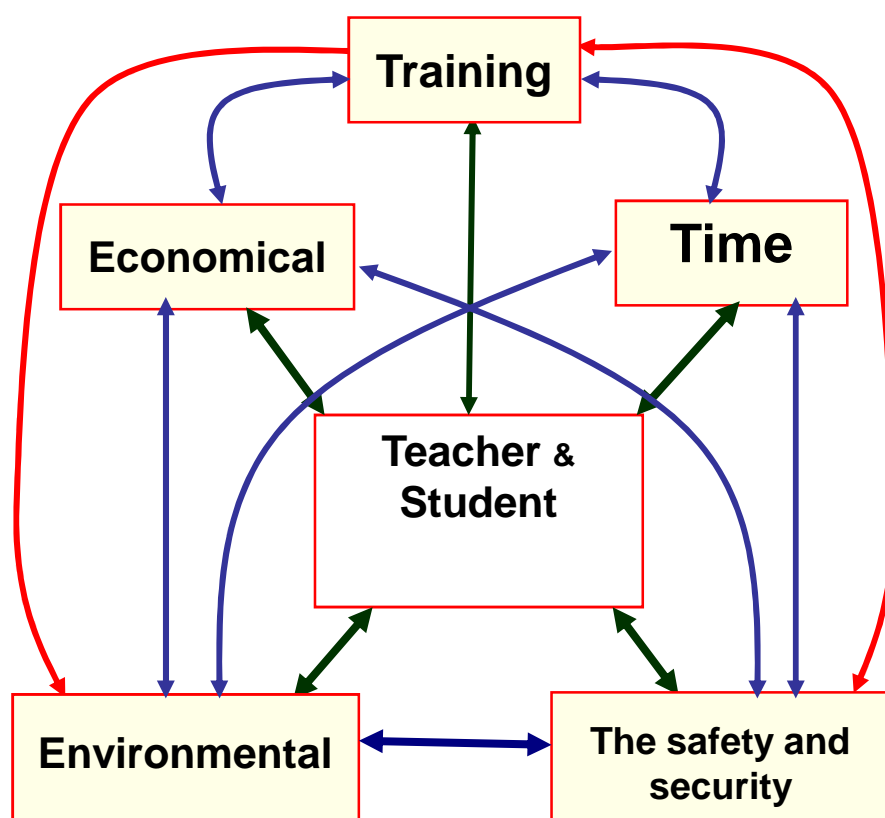 Training
Economical
Time
Teacher &
Student
Environmental
The safety and
security